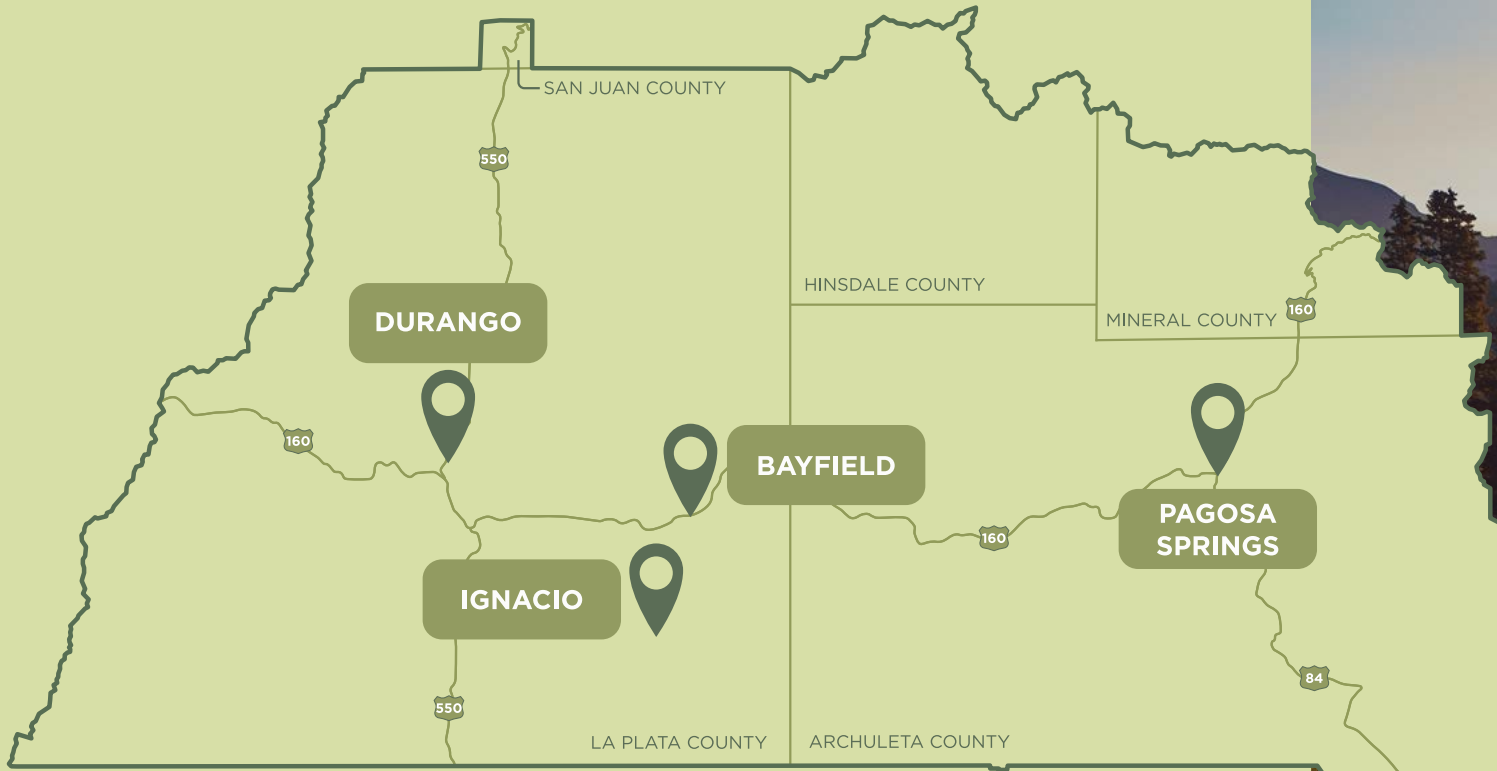 SAN JUAN COUNTY
550
HINSDALE COUNTY
DURANGO
160
MINERAL COUNTY
160
BAYFIELD
PAGOSA
SPRINGS
160
IGNACIO
84
550
LA PLATA COUNTY
ARCHULETA COUNTY